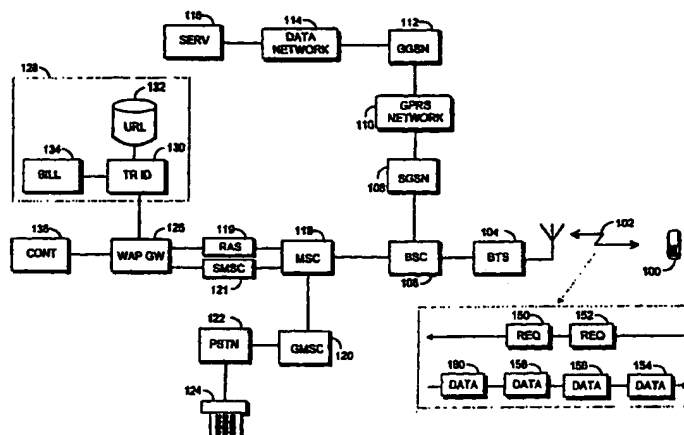 116
SERV
114
DATA
NETWORK
112
GGSN
128
132
URL
110
GPRS
NETWORK
134
BILL
130
TR ID
108
SGSN
136
CONT
126
WAP GW
119
RAS
SMSC
121
118
MSC
BSC
106
104
BTS
102
100
122
PSTN
GMSC
120
124
150
REQ
152
REQ
160
DATA
158
DATA
156
DATA
154
DATA